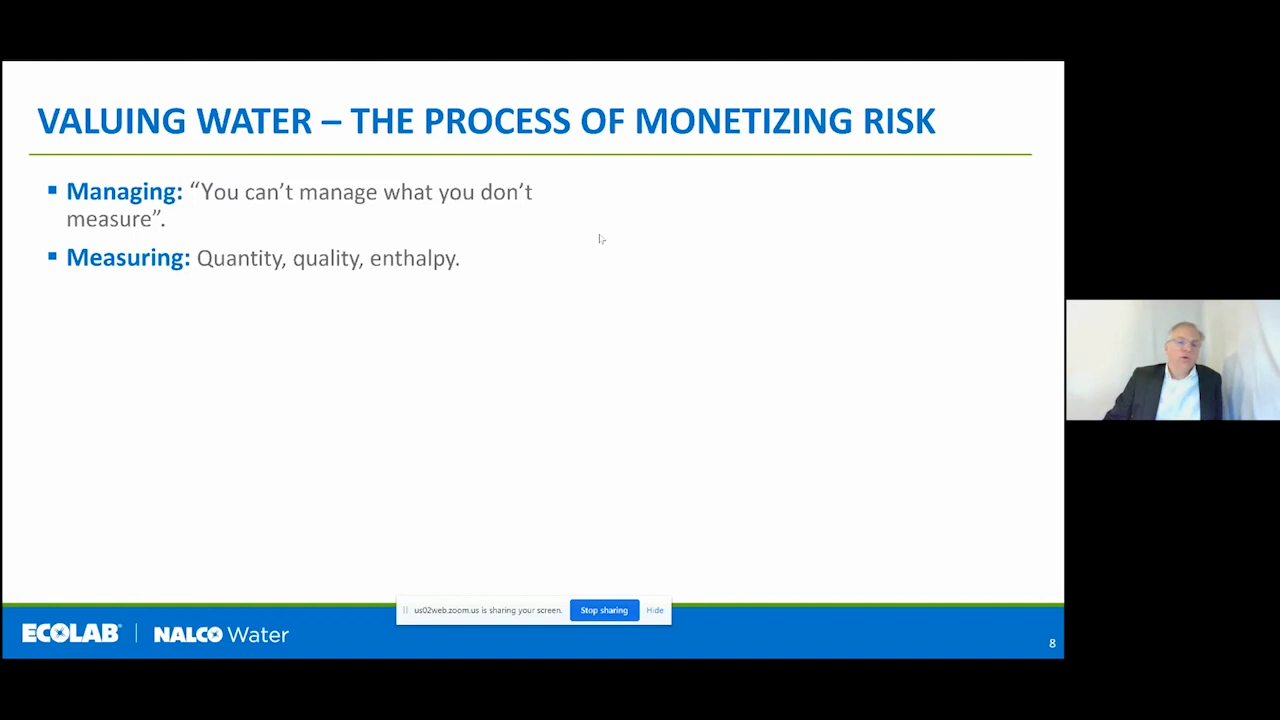 VALUING WATER – THE PROCESS OF MONETIZING RISK
▪ Managing: “You can’t manage what you don’t
measure”.
▪ Measuring: Quantity, quality, enthalpy.
us02web.zoom.us is sharing your screen.
Stop sharing
Hide
ECOLAB® | NALCO Water
8